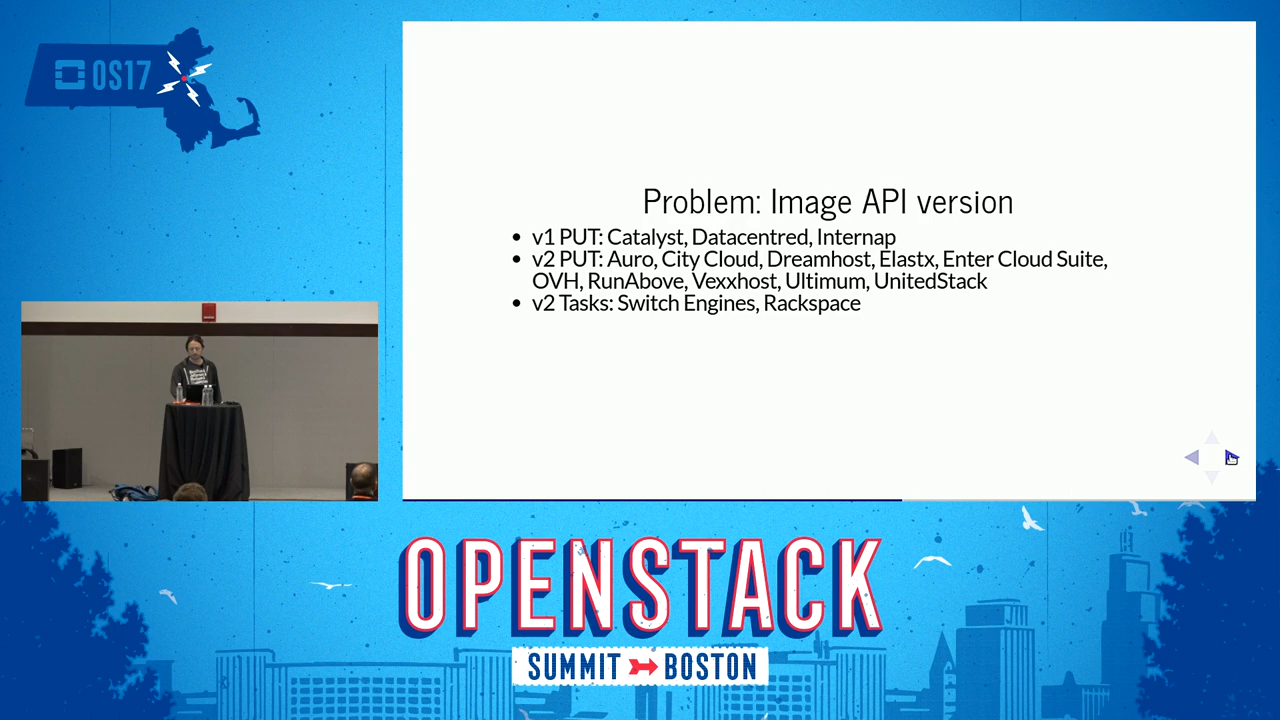 OS17
Problem: Image API version
• v1 PUT: Catalyst, Datacentred, Internap
• v2 PUT: Auro, City Cloud, Dreamhost, Elastx, Enter Cloud Suite,
OVH, RunAbove, Vexxhost, Ultimum, UnitedStack
• v2 Tasks: Switch Engines, Rackspace
OPENSTACK
SUMMIT BOSTON